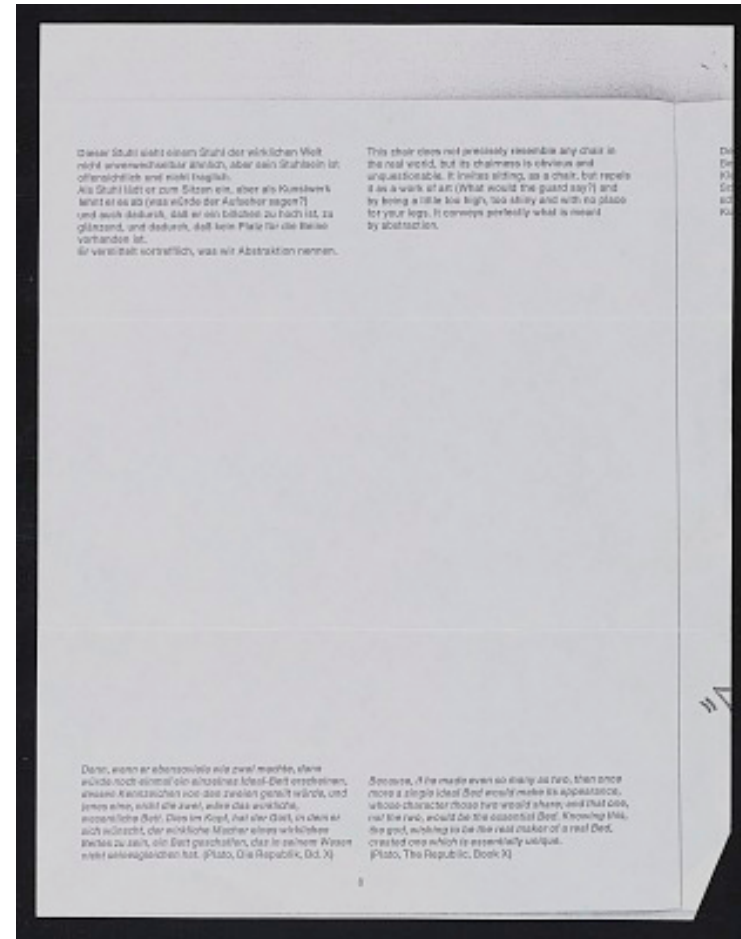 Dieser Stuhl sieht einem Stuhl der wirklichen Welt
nicht unverwechselbar ähnlich, aber sein Stuhlsein ist
offensichtlich und nicht fraglich.
Als Stuhl lädt er zum Sitzen ein, aber als Kunstwerk
lehnt er es ab (was würde der Aufseher sagen?)
und auch dadurch, daß er ein bißchen zu hoch ist, zu
glänzend, und dadurch, daß kein Platz für die Beine
vorhanden ist.
Er vermittelt vortrefflich, was wir Abstraktion nennen.
This chair does not precisely resemble any chair in
the real world, but its chairness is obvious and
unquestionable. It invites sitting, as a chair, but repels
it as a work of art (What would the guard say?) and
by being a little too high, too shiny and with no place
for your legs. It conveys perfectly what is meant
by abstraction.
Denn, wenn er ebensoviele wie zwei machte, dann
würde noch einmal ein einzelnes Ideal-Bett erscheinen,
dessen Kennzeichen von den zweien geteilt würde, und
jenes eine, nicht die zwei, wäre das wirkliche,
wesentliche Bett. Dies im Kopf, hat der Gott, in dem er
sich wünscht, der wirkliche Macher eines wirklichen
Bettes zu sein, ein Bett geschaffen, das in seinem Wesen
nicht seinesgleichen hat. (Plato, Die Republik, Bd. X)
Because, if he made even so many as two, then once
more a single ideal Bed would make its appearance,
whose character those two would share; and that one,
not the two, would be the essential Bed. Knowing this,
the god, wishing to be the real maker of a real Bed,
created one which is essentially unique.
(Plato, The Republic, Book X)